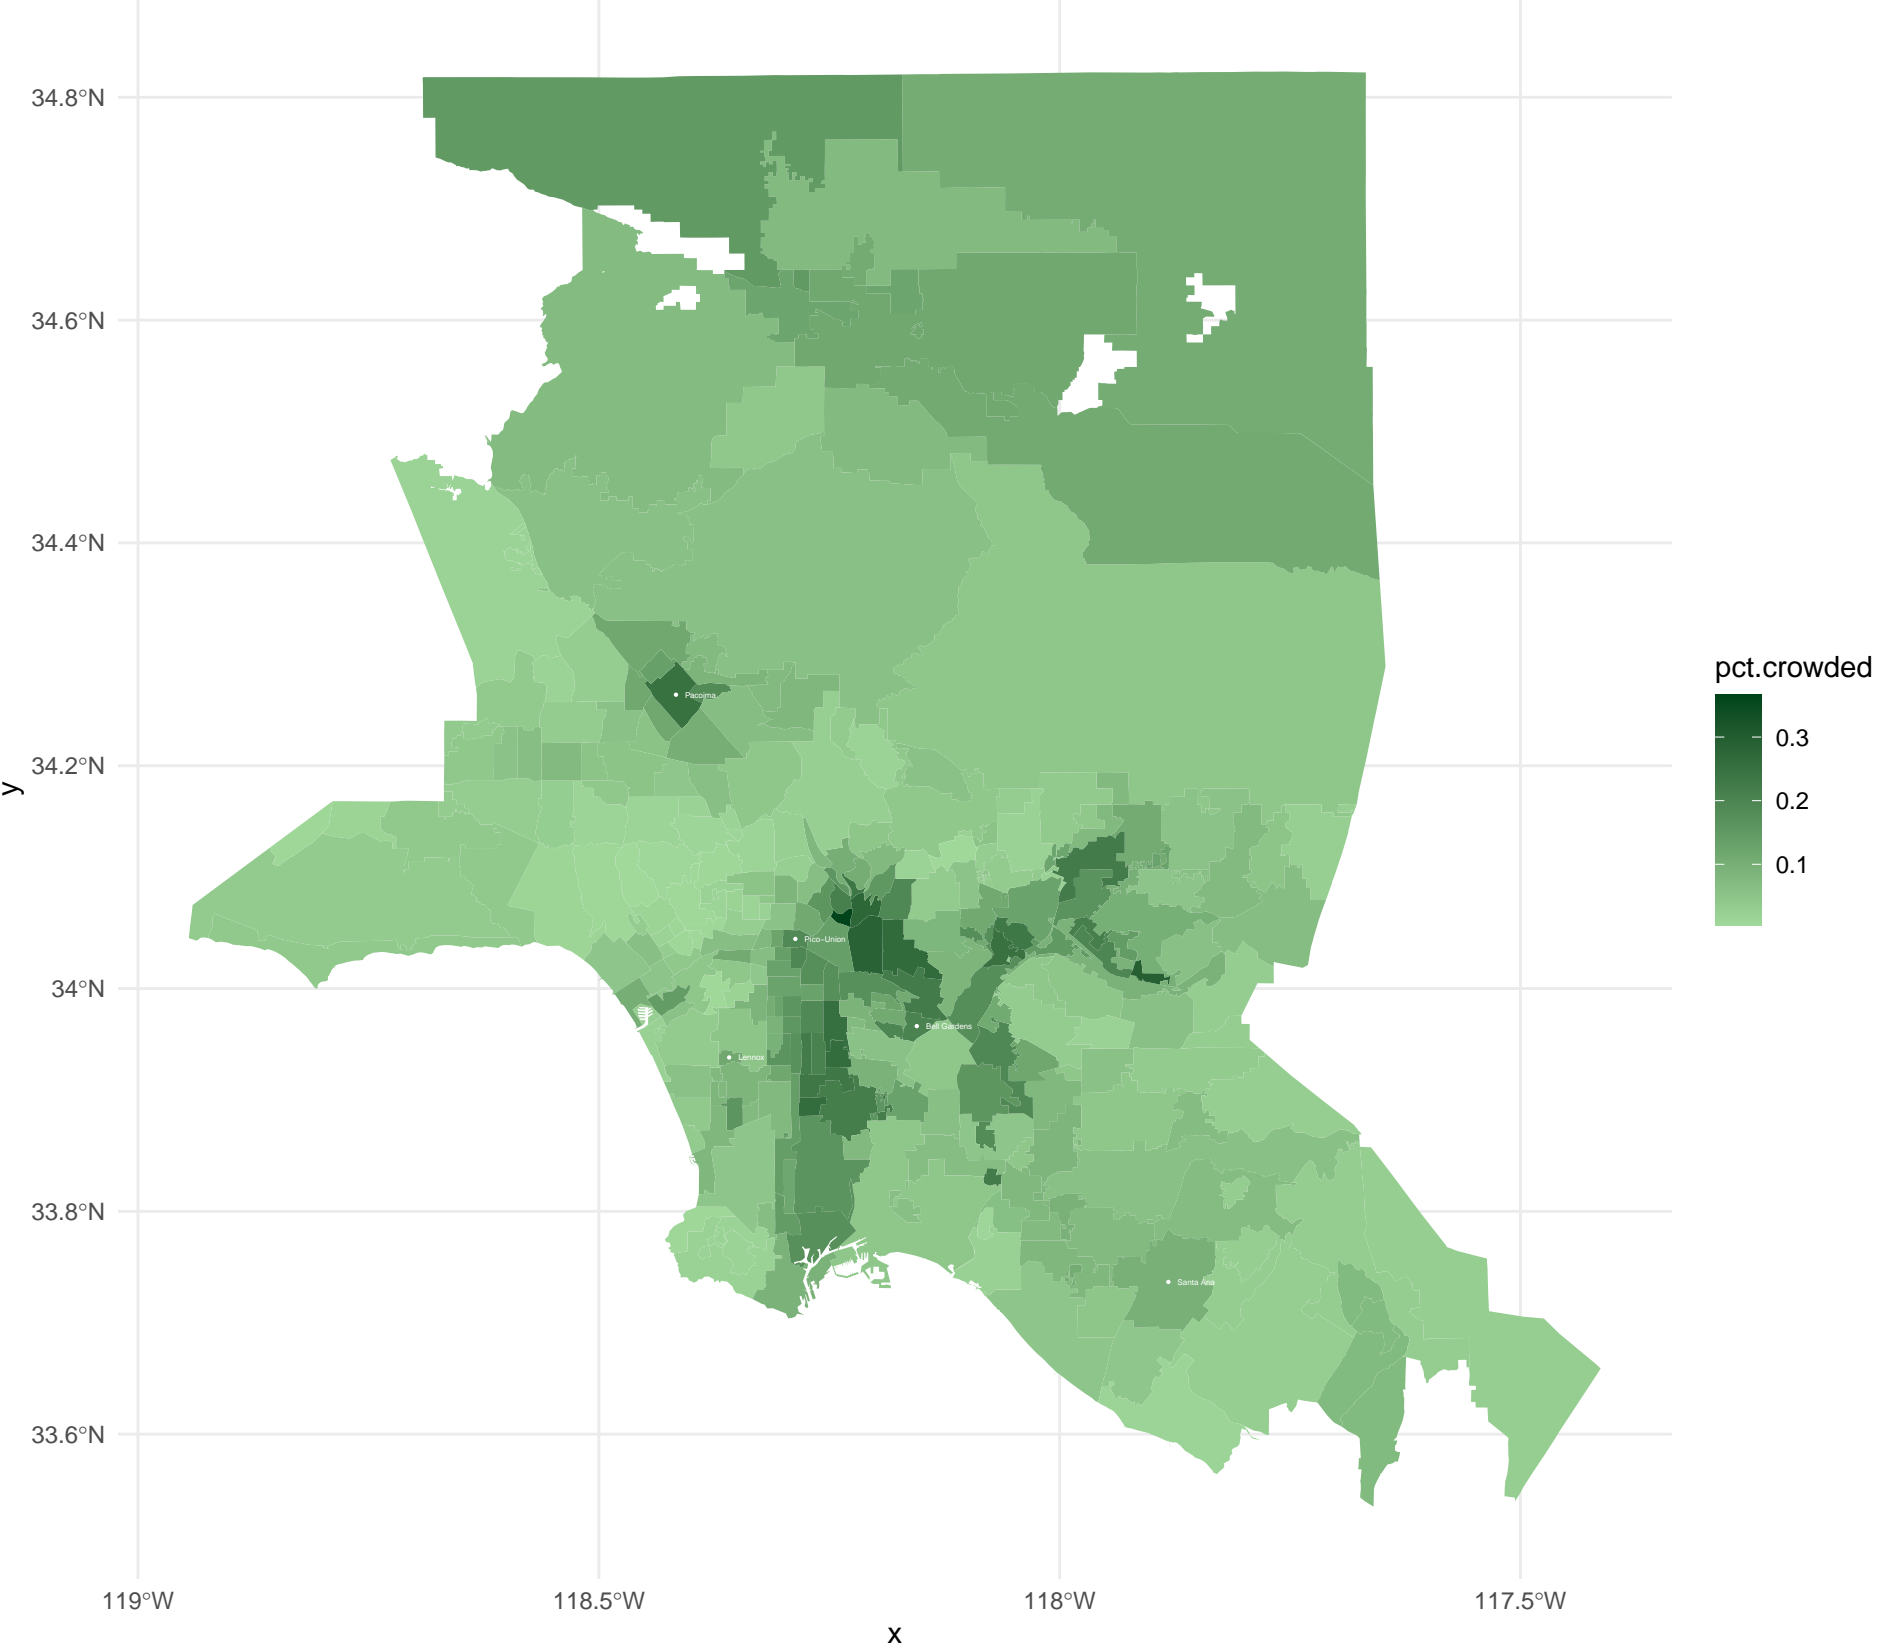 34.8°N
34.6°N
34.4°N
34.2°N
34°N
33.8°N
33.6°N
y
Pacoima
Pico-Union
Bell Gardens
Lennox
Santa Ana
119°W
118.5°W
118°W
117.5°W
x
pct.crowded
0.3
0.2
0.1